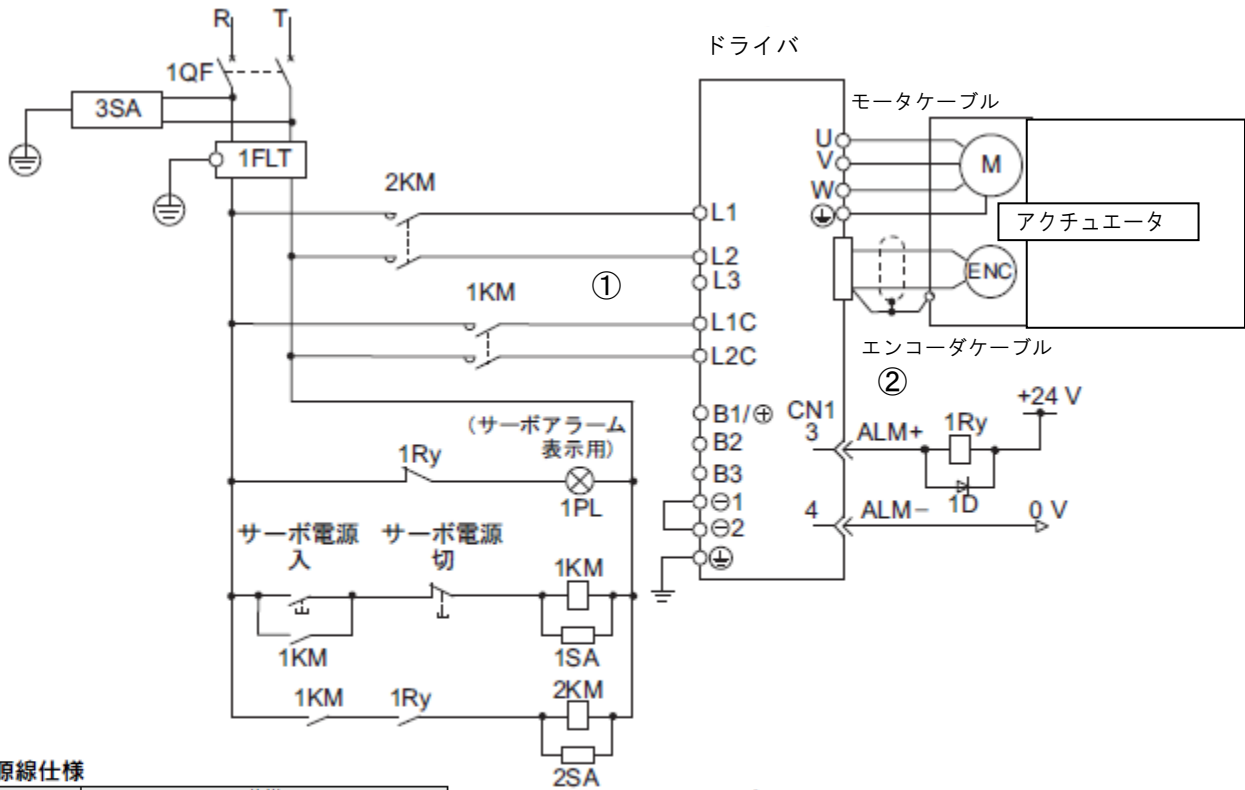 R T
ドライバ
1QF
3SA
モータケーブル
1FLT
U
V
W
M
2KM
L1
アクチュエータ
L2
L3
①
ENC
1KM
L1C
L2C
エンコーダケーブル
②
+24 V
B1/⊕
CN1
(サーボアラーム
表示用)
3
ALM+
1Ry
1Ry
B2
B3
1PL
⊖1
4
ALM−
1D
0 V
⊖2
サーボ電源
入
サーボ電源
切
1KM
1KM
1SA
1KM
1Ry
2KM
2SA
源線仕様